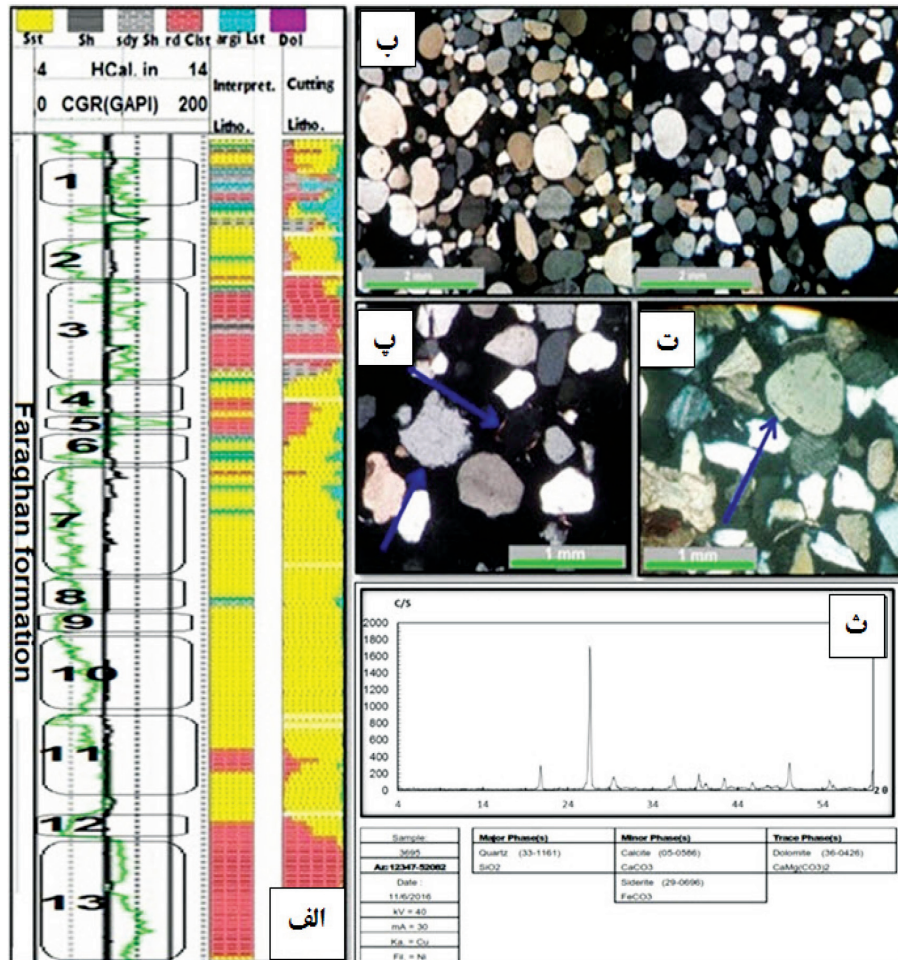 Sst Sh sdy Sh rd Clst argi Lst Dol
4 HCal. in 14
0 CGR(GAPI) 200
Interpret.
Litho.
Cutting
Litho.
Faraghan formation
1
2
3
4
5
6
7
8
9
10
11
12
13
الف
ب
2 mm
2 mm
پ
1 mm
ت
1 mm
ث
C/S
2000
1800
1600
1400
1200
1000
800
600
400
200
0
4 14 26 34 44 54 20
Sample:
3695
Az:12347-52082
Date :
11/6/2016
kV = 40
mA = 30
Ka. = Cu
Fil. = Ni
Major Phase(s)
Quartz (33-1161)
SiO2
Minor Phase(s)
Calcite (05-0586)
CaCO3
Siderite (29-0696)
FeCO3
Trace Phase(s)
Dolomite (36-0426)
CaMg(CO3)2